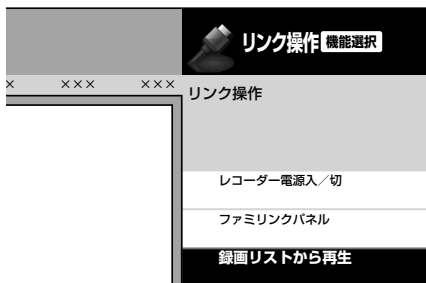 リンク操作 機能選択
× ××× ×××
リンク操作
レコーダー電源入/切
ファミリンクパネル
録画リストから再生